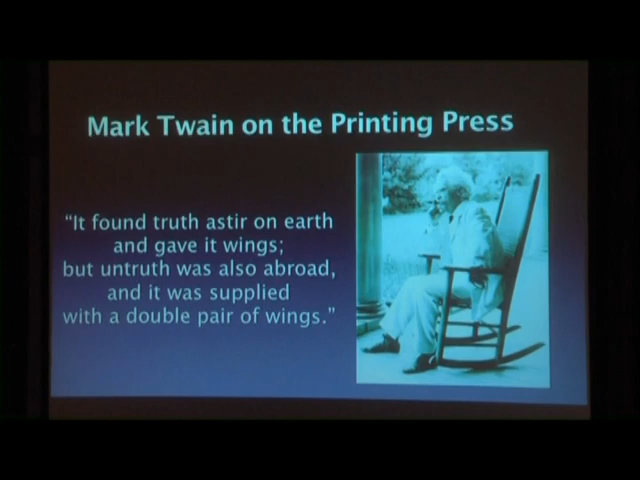 Mark Twain on the Printing Press
“It found truth astir on earth
and gave it wings;
but untruth was also abroad,
and it was supplied
with a double pair of wings.”